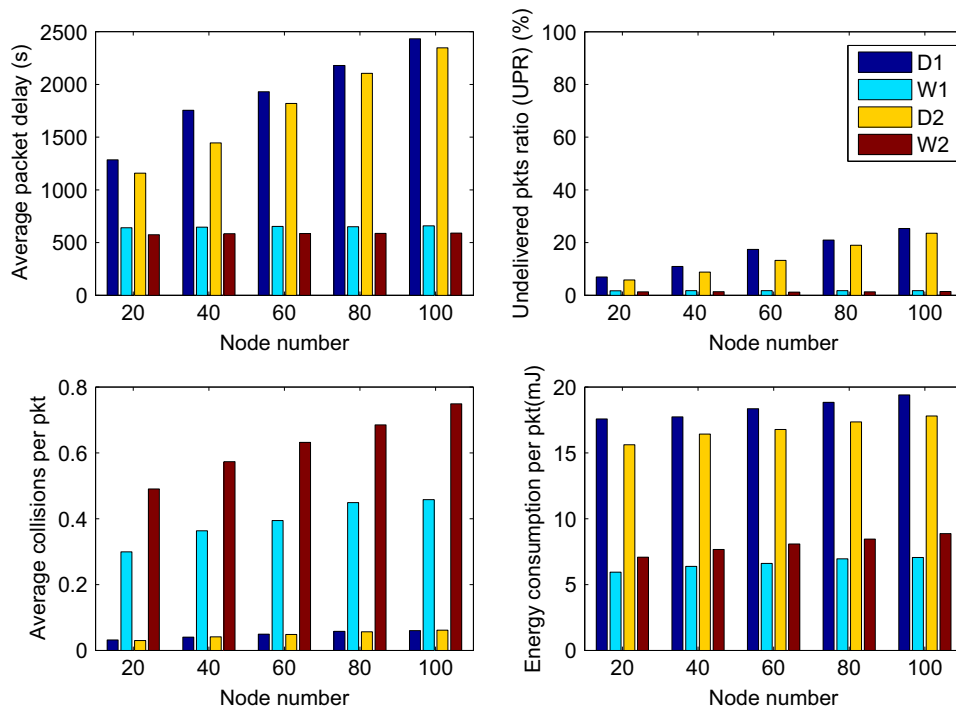 Average packet delay (s)
2500
2000
1500
1000
500
0
20 40 60 80 100
Node number
Undelivered pkts ratio (UPR) (%)
100
80
60
40
20
0
20 40 60 80 100
Node number
D1
W1
D2
W2
Average collisions per pkt
0.8
0.6
0.4
0.2
0
20 40 60 80 100
Node number
Energy consumption per pkt(mJ)
20
15
10
5
0
20 40 60 80 100
Node number